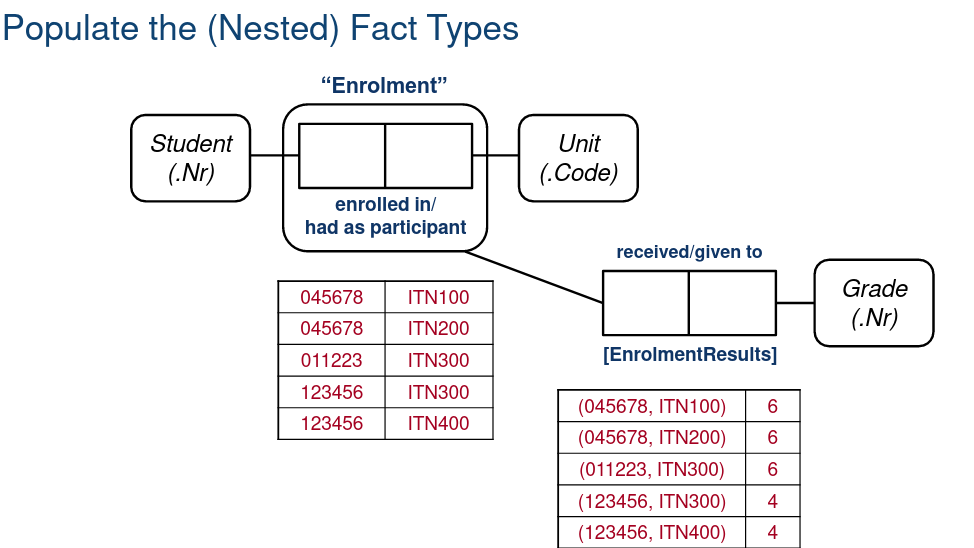 Populate the (Nested) Fact Types
“Enrolment”
Student
(.Nr)
Unit
(.Code)
enrolled in/
had as participant
received/given to
Grade
(.Nr)
[EnrolmentResults]
045678 ITN100
045678 ITN200
011223 ITN300
123456 ITN300
123456 ITN400
(045678, ITN100) 6
(045678, ITN200) 6
(011223, ITN300) 6
(123456, ITN300) 4
(123456, ITN400) 4